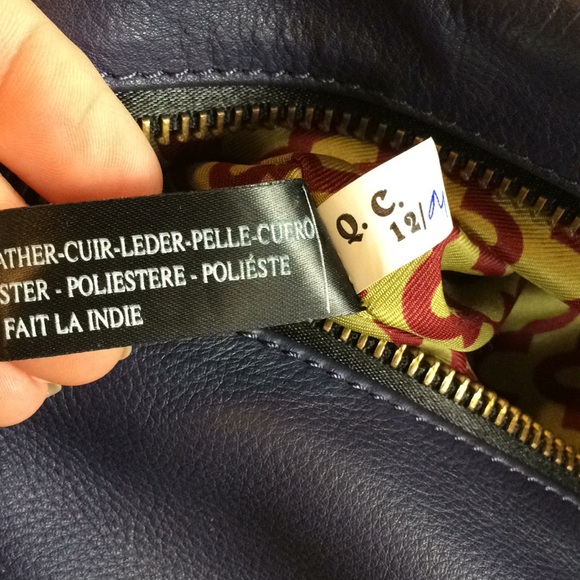 ATHER-CUIR-LEDER-PELLE-CUERO
STER - POLIESTERE - POLIÉSTE
FAIT LA INDIE
Q. C.
12/